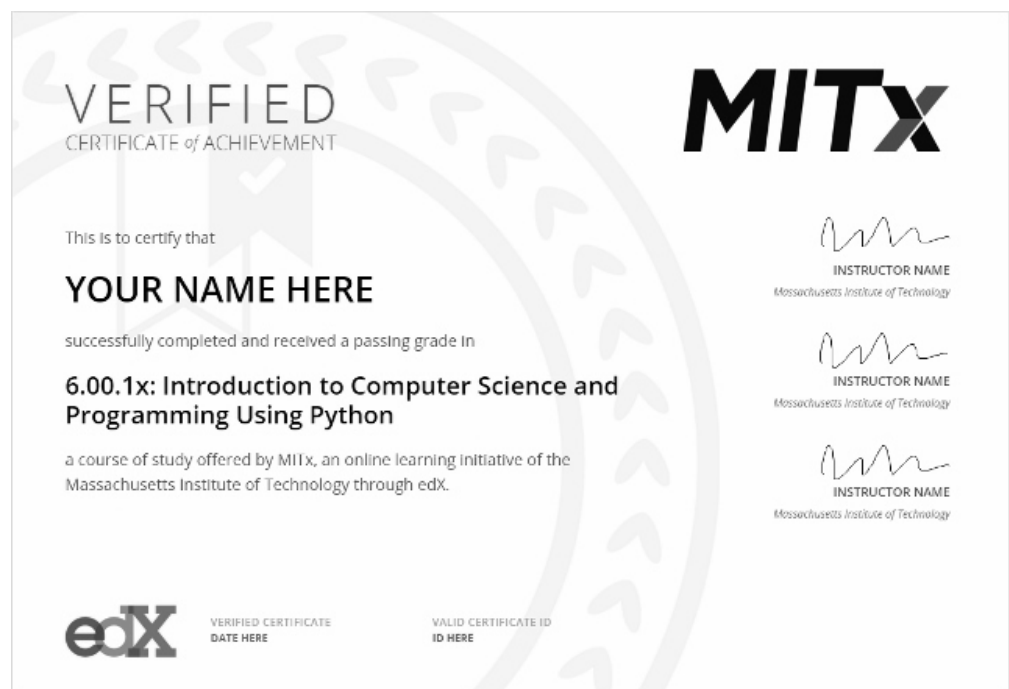 VERIFIED
CERTIFICATE of ACHIEVEMENT
MITx
This is to certify that
YOUR NAME HERE
successfully completed and received a passing grade in
6.00.1x: Introduction to Computer Science and
Programming Using Python
a course of study offered by MITx, an online learning initiative of the
Massachusetts Institute of Technology through edX.
INSTRUCTOR NAME
Massachusetts Institute of Technology
INSTRUCTOR NAME
Massachusetts Institute of Technology
INSTRUCTOR NAME
Massachusetts Institute of Technology
edX
VERIFIED CERTIFICATE
DATE HERE
VALID CERTIFICATE ID
ID HERE